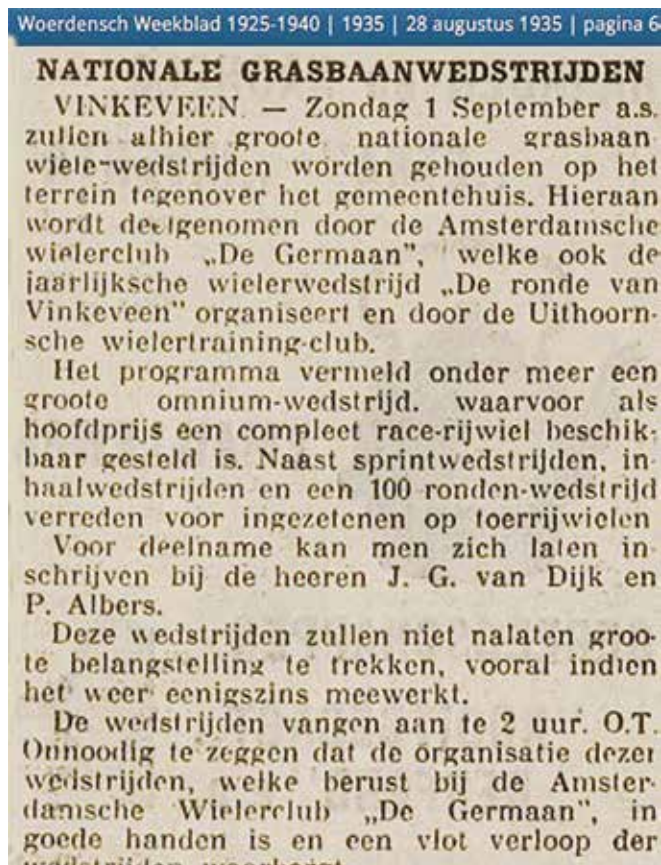 Woerdensch Weekblad 1925-1940 | 1935 | 28 augustus 1935 | pagina 6
NATIONALE GRASBAANWEDSTRIJDEN
VINKEVEEN. — Zondag 1 September a.s.
zullen alhier groote nationale grasbaan
wiele-wedstrijden worden gehouden op het
terrein tegenover het gemeentehuis. Hieraan
wordt deelgenomen door de Amsterdamsche
wielerclub „De Germaan”, welke ook de
jaarlijksche wielerwedstrijd „De ronde van
Vinkeveen” organiseert en door de Uithoorn-
sche wielertraining-club.
Het programma vermeld onder meer een
groote omnium-wedstrijd. waarvoor als
hoofdprijs een compleet race-rijwiel beschik-
baar gesteld is. Naast sprintwedstrijden, in
haalwedstrijden en een 100 ronden-wedstrijd
verreden voor ingezetenen op toerrijwielen
Voor deelname kan men zich laten in
schrijven bij de heeren J. G. van Dijk en
P. Albers.
Deze wedstrijden zullen niet nalaten groo-
te belangstelling te trekken, vooral indien
het weer eenigszins meewerkt.
De wedstrijden vangen aan te 2 uur. O.T.
Onnoodig te zeggen dat de organisatie dezer
wedstrijden, welke berust bij de Amster-
damsche Wielerclub „De Germaan”, in
goede handen is en een vlot verloop der